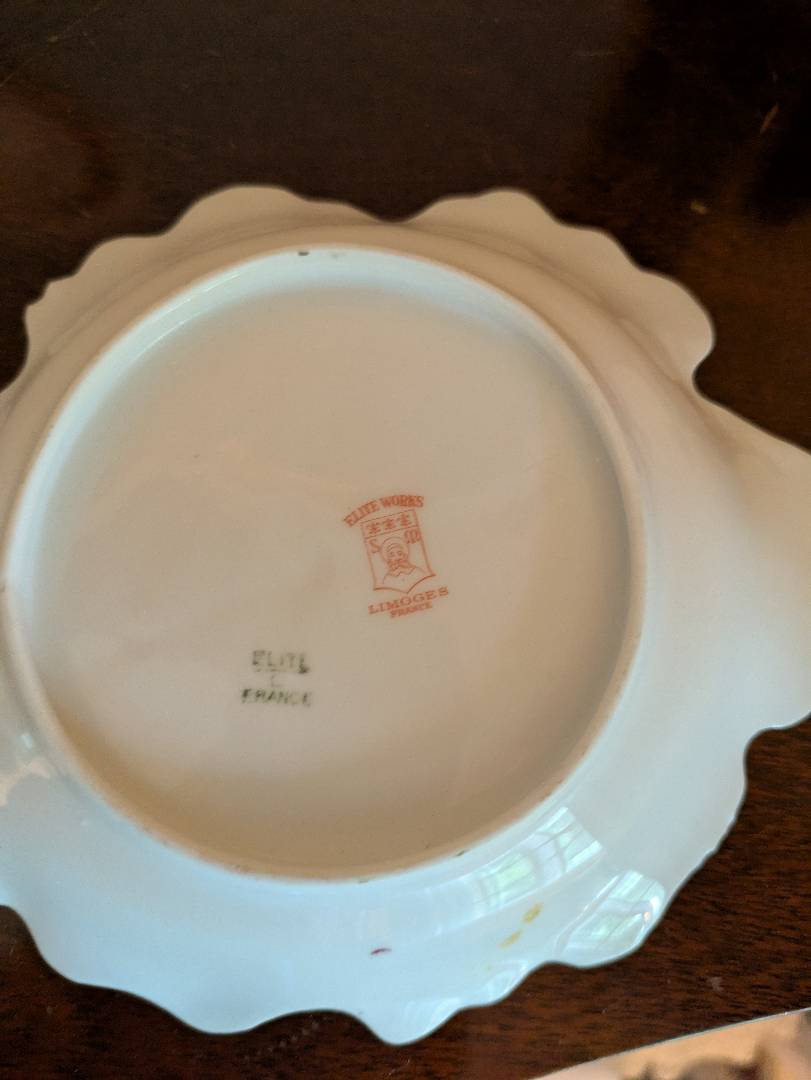 ELITE WORKS
S M
LIMOGES
FRANCE
ELITE
L
FRANCE